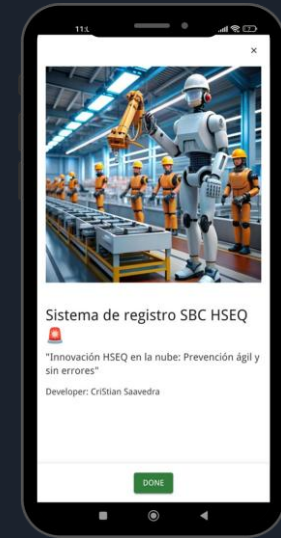 Sistema de registro SBC HSEQ
🚨
"Innovación HSEQ en la nube: Prevención ágil y
sin errores"
Developer: CriStian Saavedra
DONE